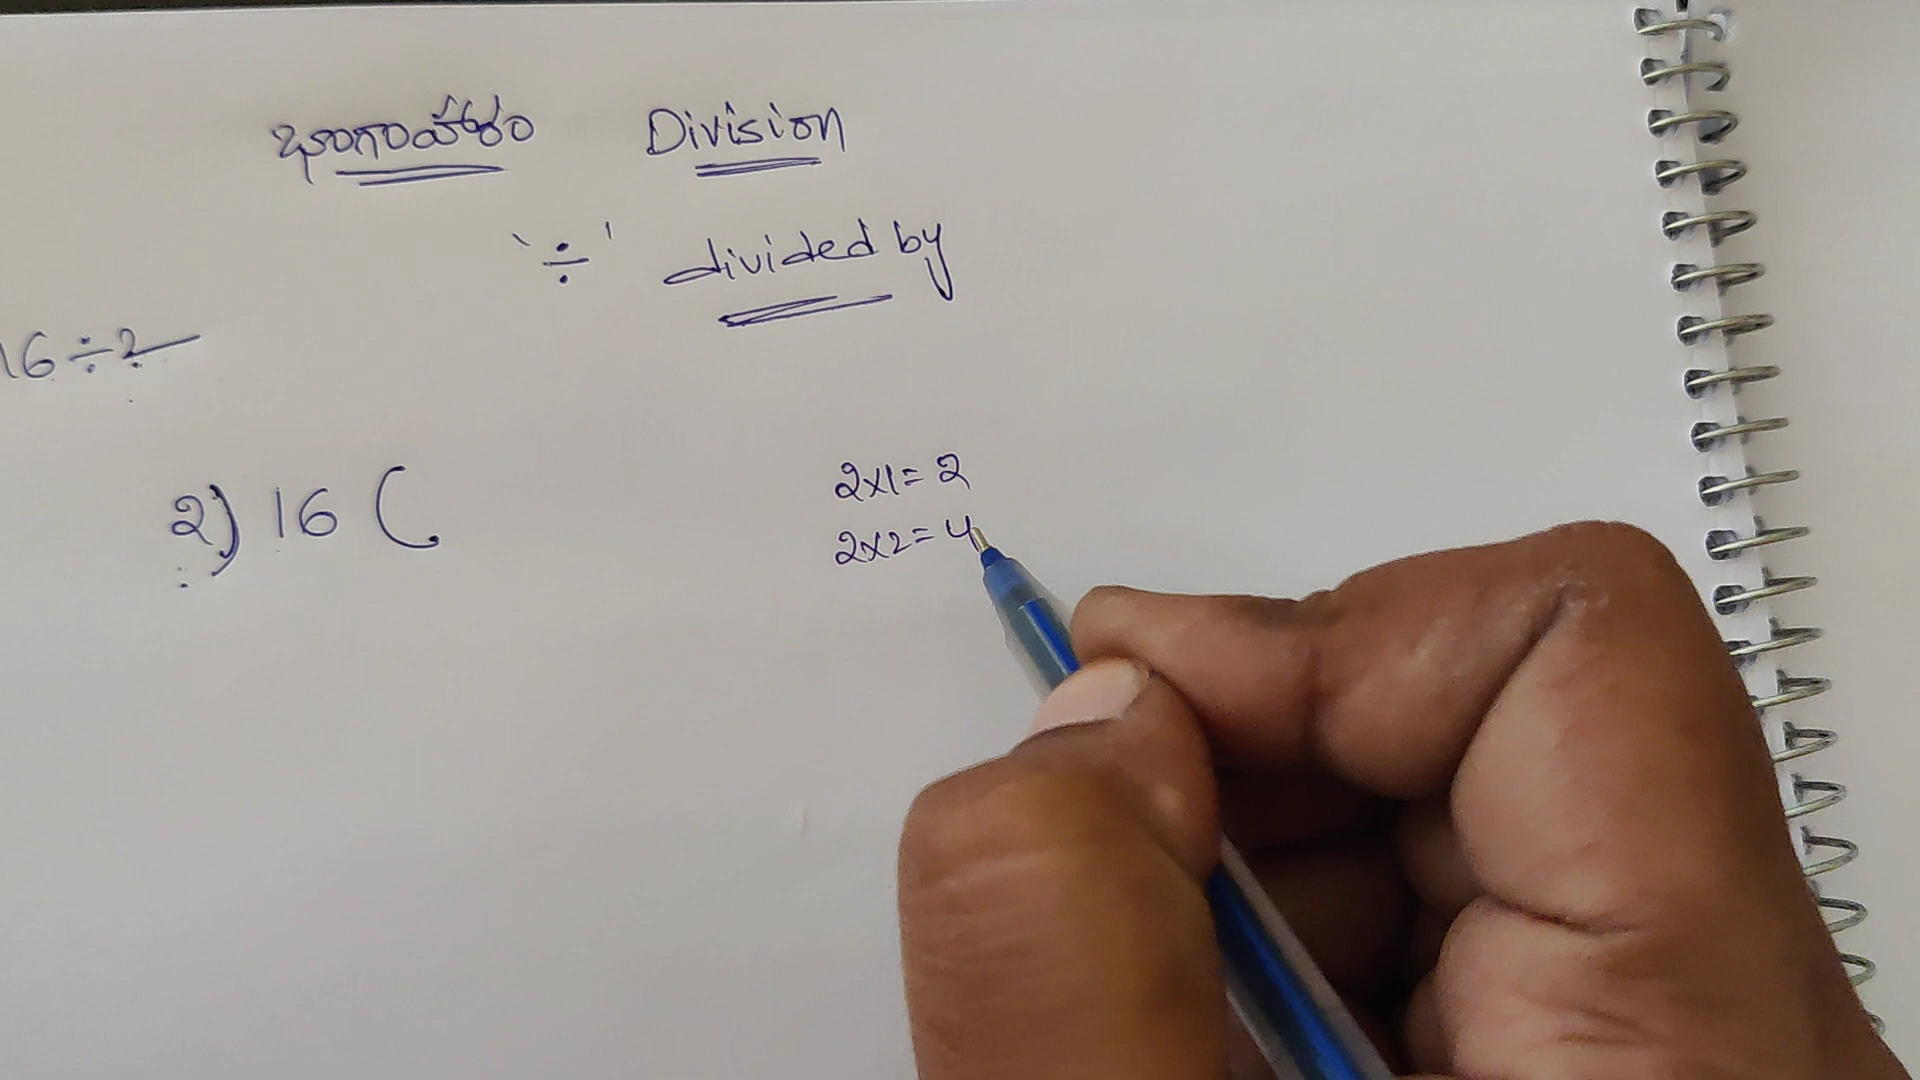 భాగాహారం Division
'÷' divided by
16÷2
2) 16 (
2x1= 2
2x2= 4